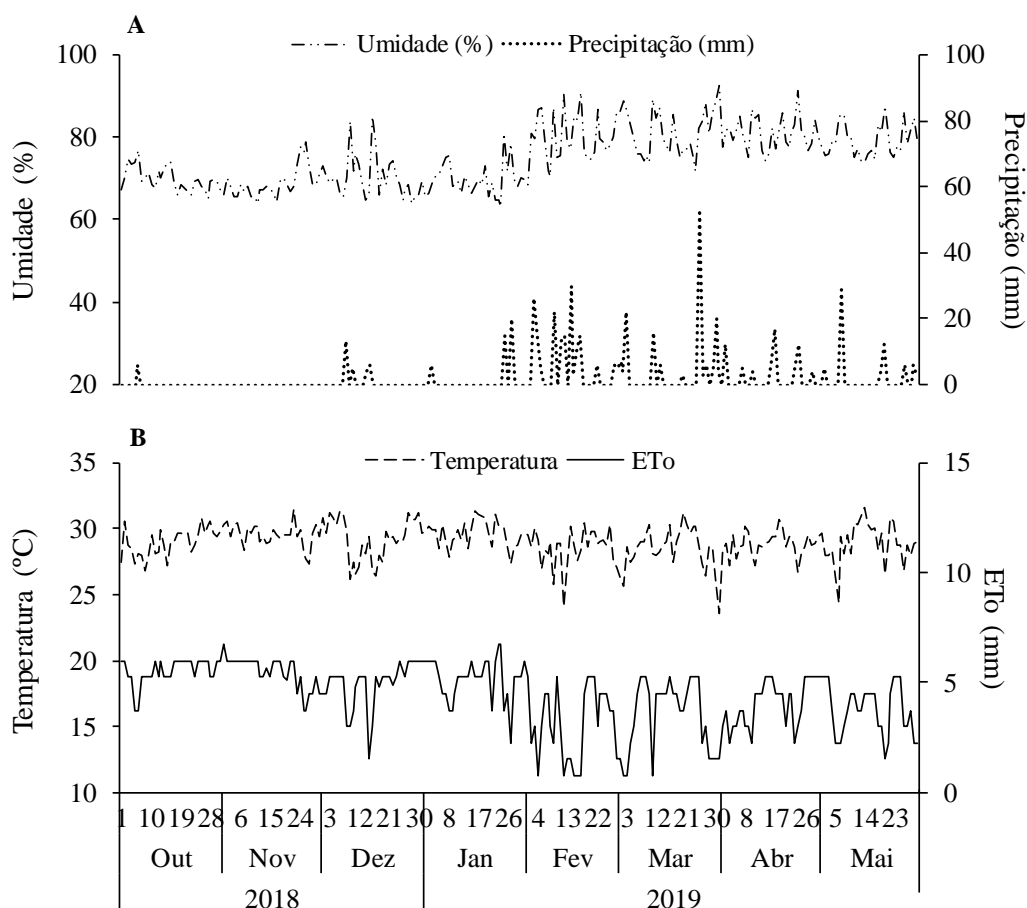 A
Umidade (%) Precipitação (mm)
100 100
80 80
60 60
40 40
20 20
0
Umidade (%)
Precipitação (mm)
B
Temperatura ETo
35 15
30
25 10
20
15 5
10 0
Temperatura (ºC)
ETo (mm)
1 10 19 28 6 15 24 3 12 21 30 8 17 26 4 13 22 3 12 21 30 8 17 26 5 14 23
Out Nov Dez Jan Fev Mar Abr Mai
2018 2019